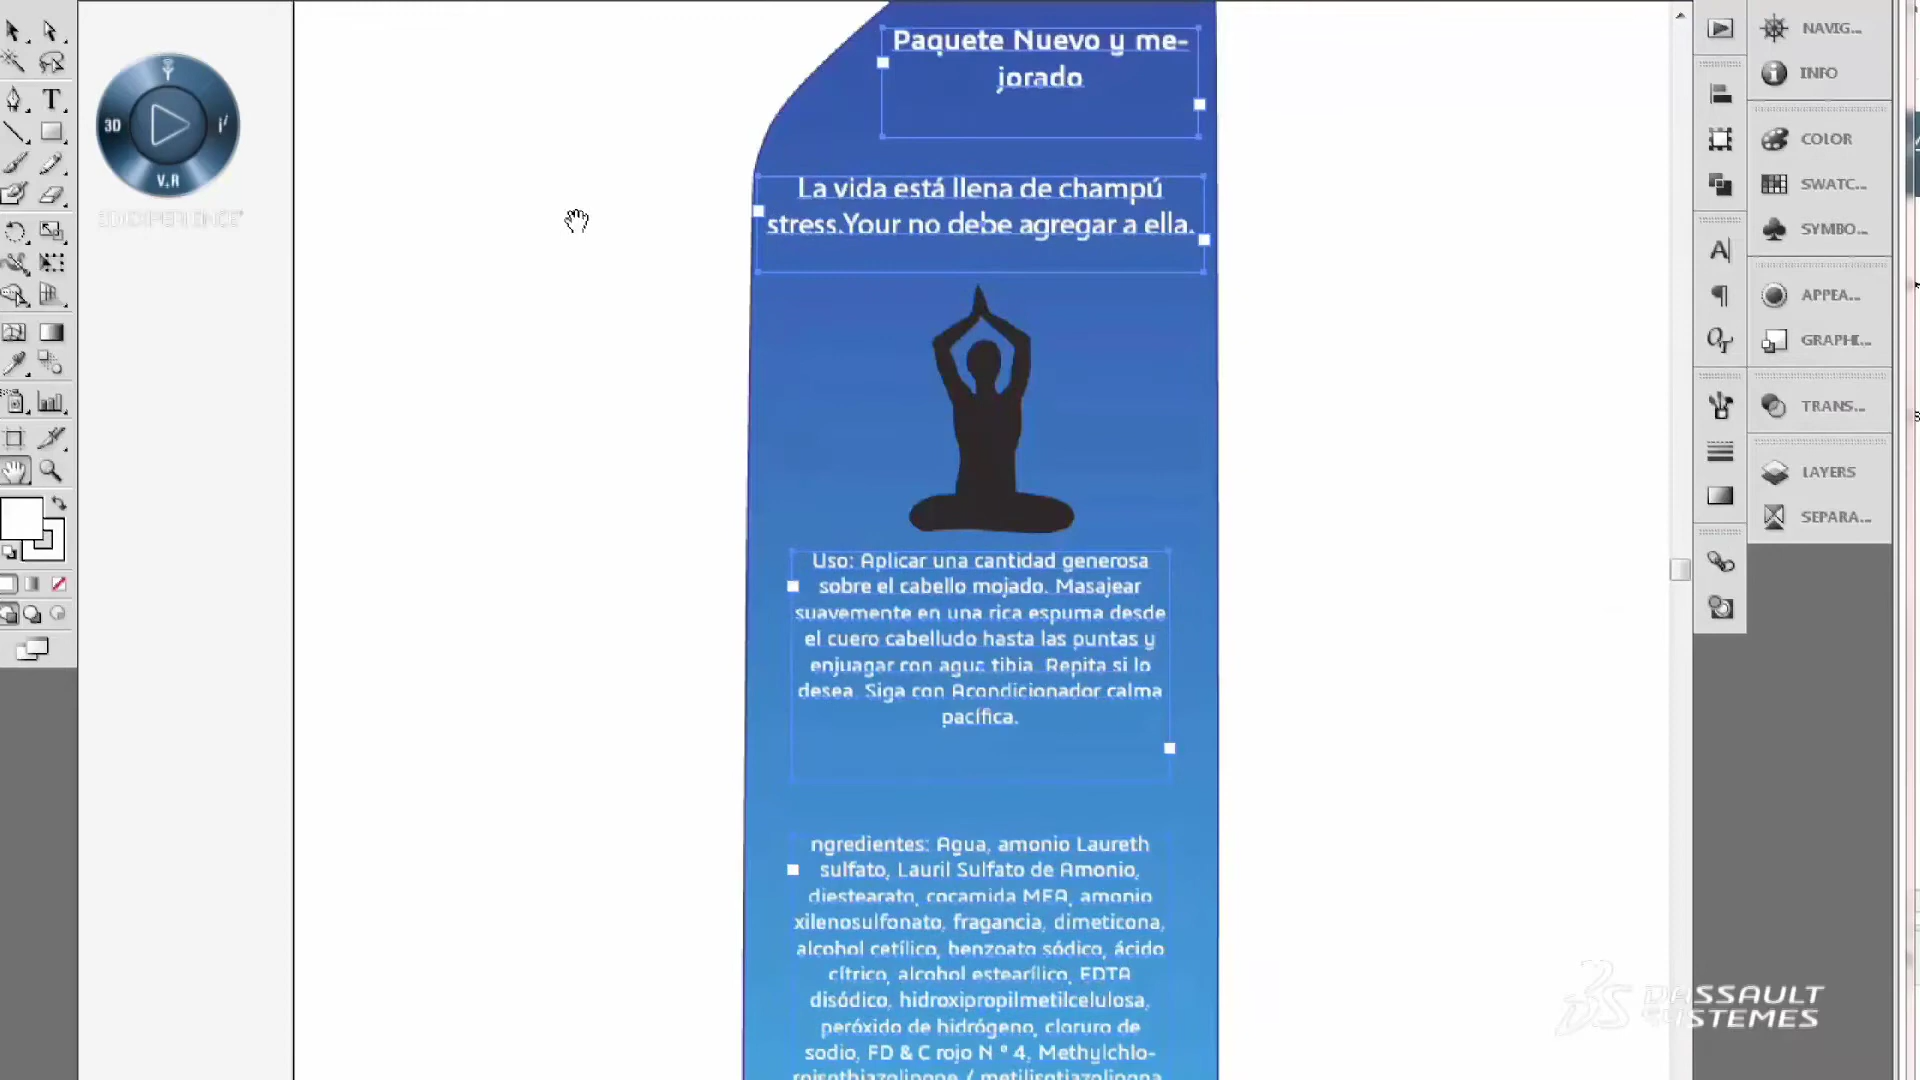 3D
i²
V₊R
3DEXPERIENCE
Paquete Nuevo y me-
jorado
La vida está llena de champú
stress.Your no debe agregar a ella.
Uso: Aplicar una cantidad generosa
sobre el cabello mojado. Masajear
suavemente en una rica espuma desde
el cuero cabelludo hasta las puntas y
enjuagar con agua tibia. Repita si lo
desea. Siga con Acondicionador calma
pacífica.
ngredientes: Agua, amonio Laureth
sulfato, Lauril Sulfato de Amonio,
diestearato, cocamida MEA, amonio
xilenosulfonato, fragancia, dimeticona,
alcohol cetílico, benzoato sódico, ácido
cítrico, alcohol estearílico, EDTA
disódico, hidroxipropilmetilcelulosa,
peróxido de hidrógeno, cloruro de
sodio, FD & C rojo N º 4, Methylchlo-
NAVIG...
INFO
COLOR
SWATC...
SYMBO...
APPEA...
GRAPHI...
TRANS...
LAYERS
SEPARA...
DASSAULT
SYSTEMES